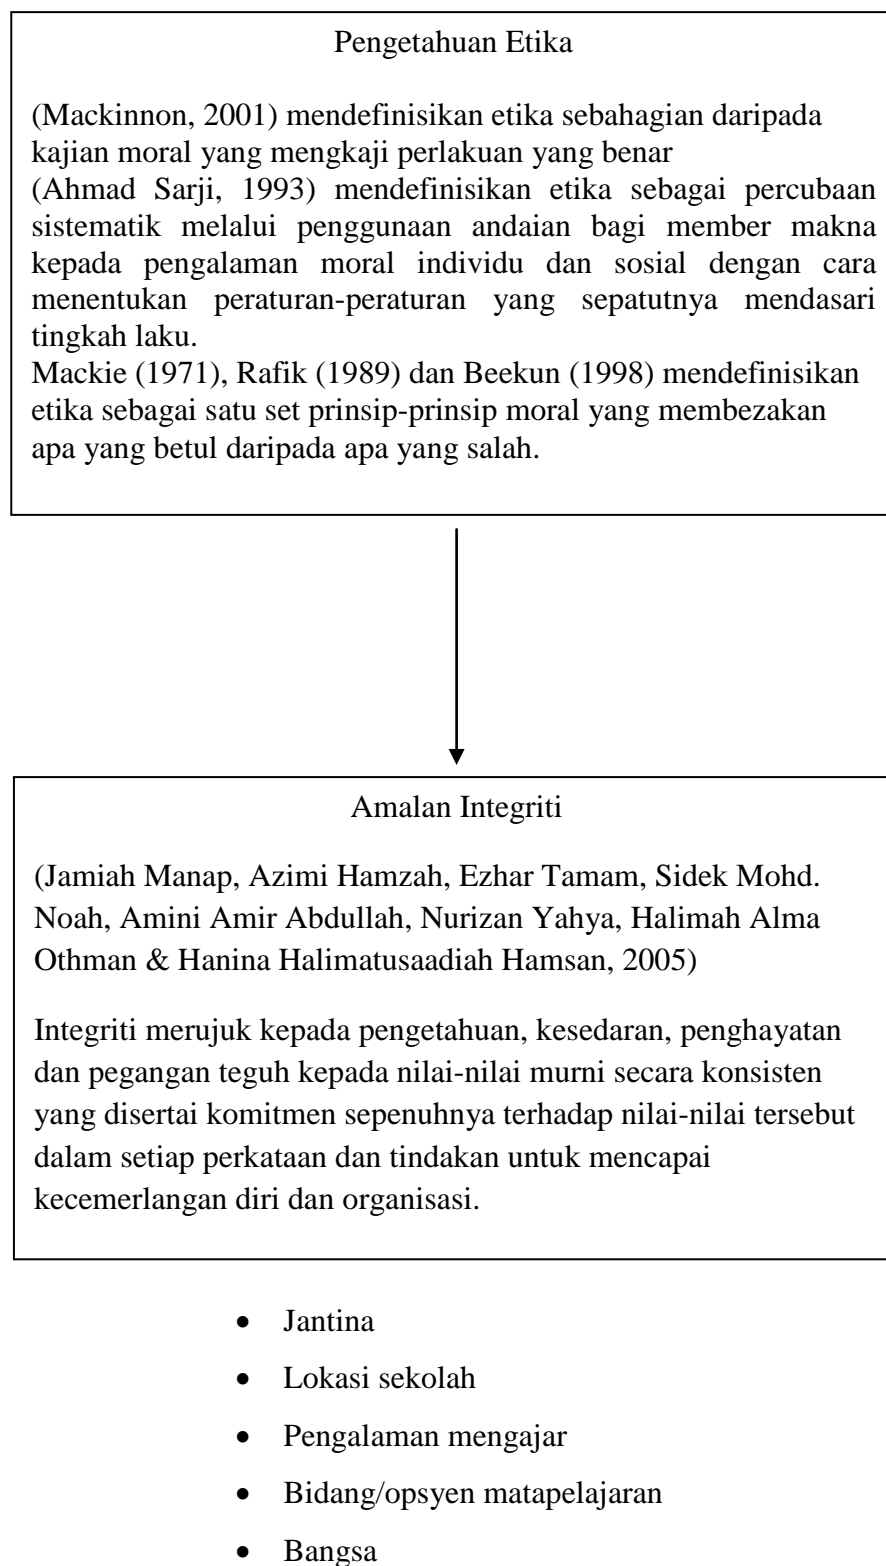 Pengetahuan Etika
(Mackinnon, 2001) mendefinisikan etika sebahagian daripada
kajian moral yang mengkaji perlakuan yang benar
(Ahmad Sarji, 1993) mendefinisikan etika sebagai percubaan
sistematik melalui penggunaan andaian bagi member makna
kepada pengalaman moral individu dan sosial dengan cara
menentukan peraturan-peraturan yang sepatutnya mendasari
tingkah laku.
Mackie (1971), Rafik (1989) dan Beekun (1998) mendefinisikan
etika sebagai satu set prinsip-prinsip moral yang membezakan
apa yang betul daripada apa yang salah.
Amalan Integriti
(Jamiah Manap, Azimi Hamzah, Ezhar Tamam, Sidek Mohd.
Noah, Amini Amir Abdullah, Nurizan Yahya, Halimah Alma
Othman & Hanina Halimatusaadiah Hamsan, 2005)
Integriti merujuk kepada pengetahuan, kesedaran, penghayatan
dan pegangan teguh kepada nilai-nilai murni secara konsisten
yang disertai komitmen sepenuhnya terhadap nilai-nilai tersebut
dalam setiap perkataan dan tindakan untuk mencapai
kecemerlangan diri dan organisasi.
• Jantina
• Lokasi sekolah
• Pengalaman mengajar
• Bidang/opsyen matapelajaran
• Bangsa